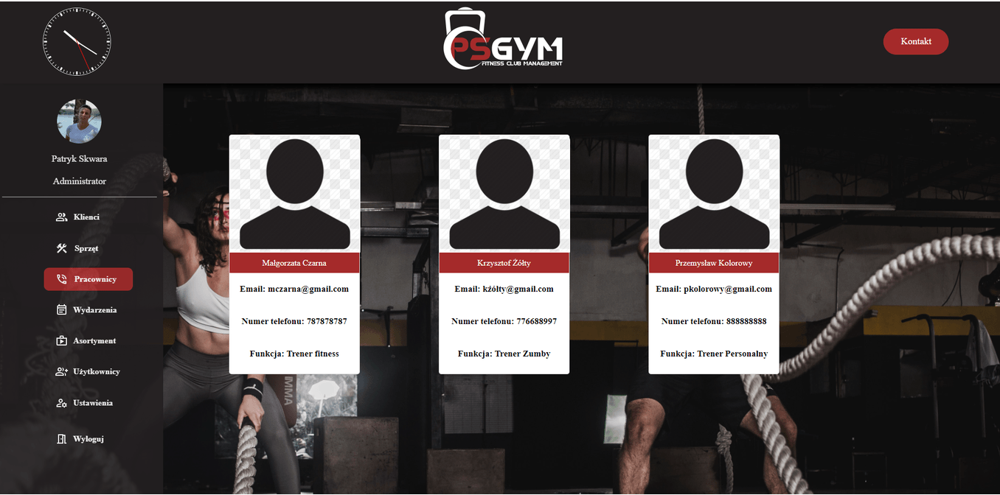 PSGYM
FITNESS CLUB MANAGEMENT
Kontakt
Patryk Skwara
Administrator
Klienci
Sprzęt
Pracownicy
Wydarzenia
Asortyment
Użytkownicy
Ustawienia
Wyloguj
Małgorzata Czarna
Email: mczarna@gmail.com
Numer telefonu: 787878787
Funkcja: Trener fitness
Krzysztof Żółty
Email: kżółty@gmail.com
Numer telefonu: 776688997
Funkcja: Trener Zumby
Przemysław Kolorowy
Email: pkolorowy@gmail.com
Numer telefonu: 888888888
Funkcja: Trener Personalny
MMA